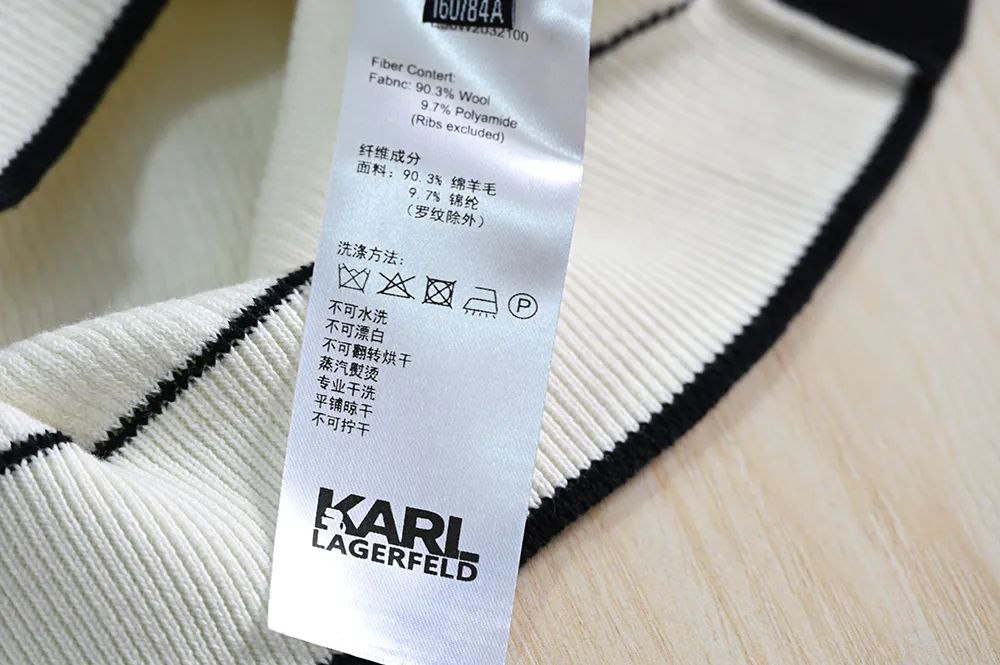 160/84A
Fiber Contert:
Fabnc: 90.3% Wool
9.7% Polyamide
(Ribs excluded)
纤维成分
面料: 90.3% 绵羊毛
9.7% 锦纶
(罗纹除外)
洗涤方法:
P
不可水洗
不可漂白
不可翻转烘干
蒸汽熨烫
专业干洗
平铺晾干
不可拧干
KARL
LAGERFELD